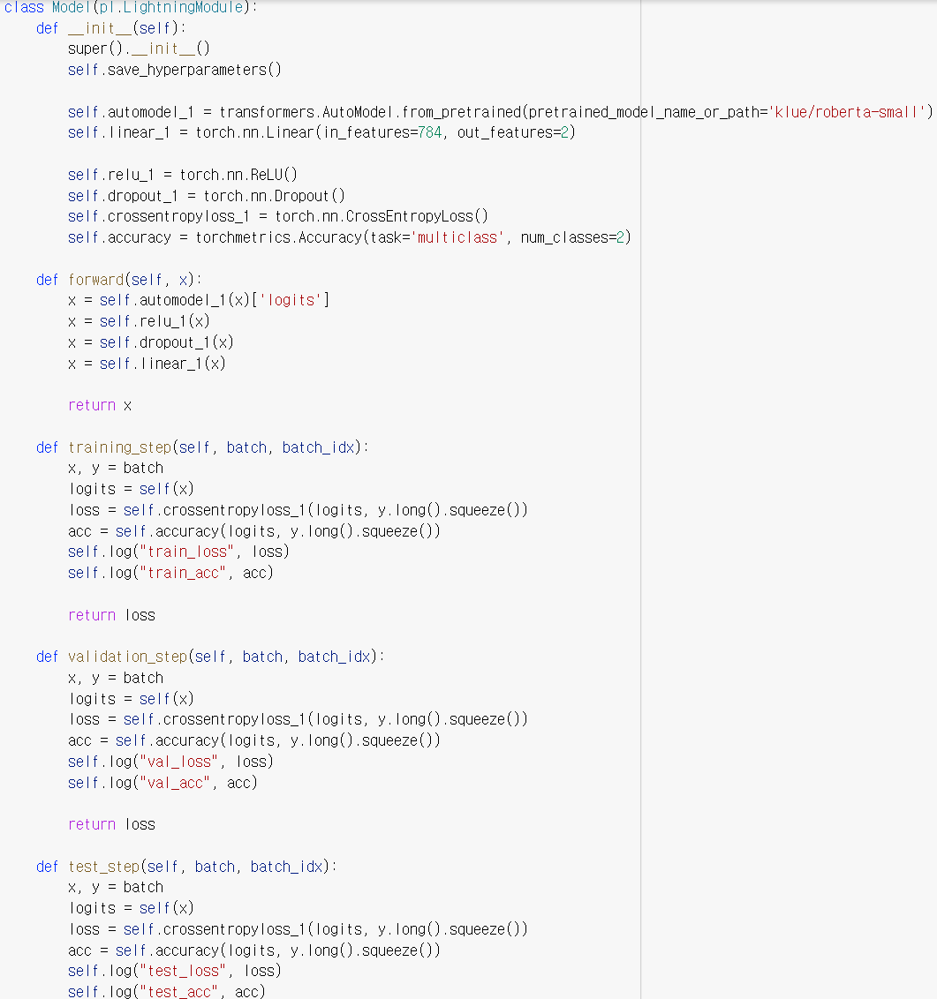 class Model(pl.LightningModule):
    def __init__(self):
        super().__init__()
        self.save_hyperparameters()

        self.automodel_1 = transformers.AutoModel.from_pretrained(pretrained_model_name_or_path='klue/roberta-small')
        self.linear_1 = torch.nn.Linear(in_features=784, out_features=2)

        self.relu_1 = torch.nn.ReLU()
        self.dropout_1 = torch.nn.Dropout()
        self.crossentropyloss_1 = torch.nn.CrossEntropyLoss()
        self.accuracy = torchmetrics.Accuracy(task='multiclass', num_classes=2)

    def forward(self, x):
        x = self.automodel_1(x)['logits']
        x = self.relu_1(x)
        x = self.dropout_1(x)
        x = self.linear_1(x)

        return x

    def training_step(self, batch, batch_idx):
        x, y = batch
        logits = self(x)
        loss = self.crossentropyloss_1(logits, y.long().squeeze())
        acc = self.accuracy(logits, y.long().squeeze())
        self.log("train_loss", loss)
        self.log("train_acc", acc)

        return loss

    def validation_step(self, batch, batch_idx):
        x, y = batch
        logits = self(x)
        loss = self.crossentropyloss_1(logits, y.long().squeeze())
        acc = self.accuracy(logits, y.long().squeeze())
        self.log("val_loss", loss)
        self.log("val_acc", acc)

        return loss

    def test_step(self, batch, batch_idx):
        x, y = batch
        logits = self(x)
        loss = self.crossentropyloss_1(logits, y.long().squeeze())
        acc = self.accuracy(logits, y.long().squeeze())
        self.log("test_loss", loss)
        self.log("test_acc", acc)